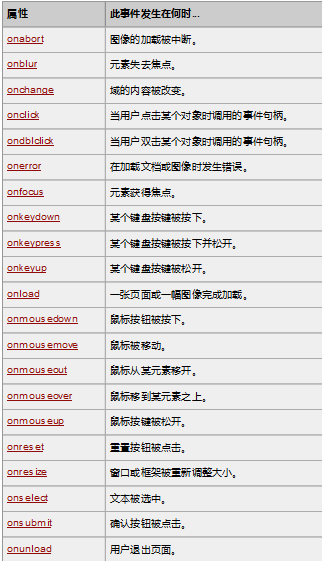 属性 此事件发生在何时...
onabort 图像的加载被中断。
onblur 元素失去焦点。
onchange 域的内容被改变。
onclick 当用户点击某个对象时调用的事件句柄。
ondblclick 当用户双击某个对象时调用的事件句柄。
onerror 在加载文档或图像时发生错误。
onfocus 元素获得焦点。
onkeydown 某个键盘按键被按下。
onkeypress 某个键盘按键被按下并松开。
onkeyup 某个键盘按键被松开。
onload 一张页面或一幅图像完成加载。
onmousedown 鼠标按钮被按下。
onmousemove 鼠标被移动。
onmouseout 鼠标从某元素移开。
onmouseover 鼠标移到某元素之上。
onmouseup 鼠标按键被松开。
onreset 重置按钮被点击。
onresize 窗口或框架被重新调整大小。
onselect 文本被选中。
onsubmit 确认按钮被点击。
onunload 用户退出页面。